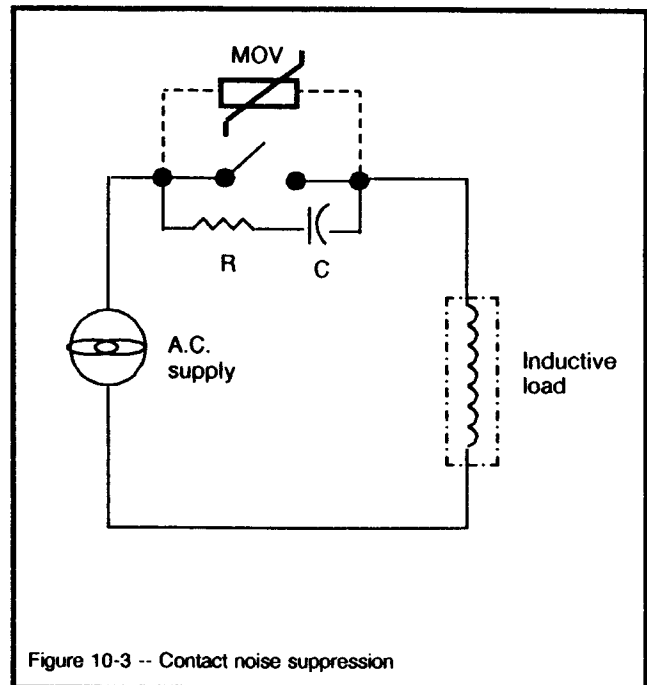 MOV
R
C
A.C.
supply
Inductive
load
Figure 10-3 -- Contact noise suppression